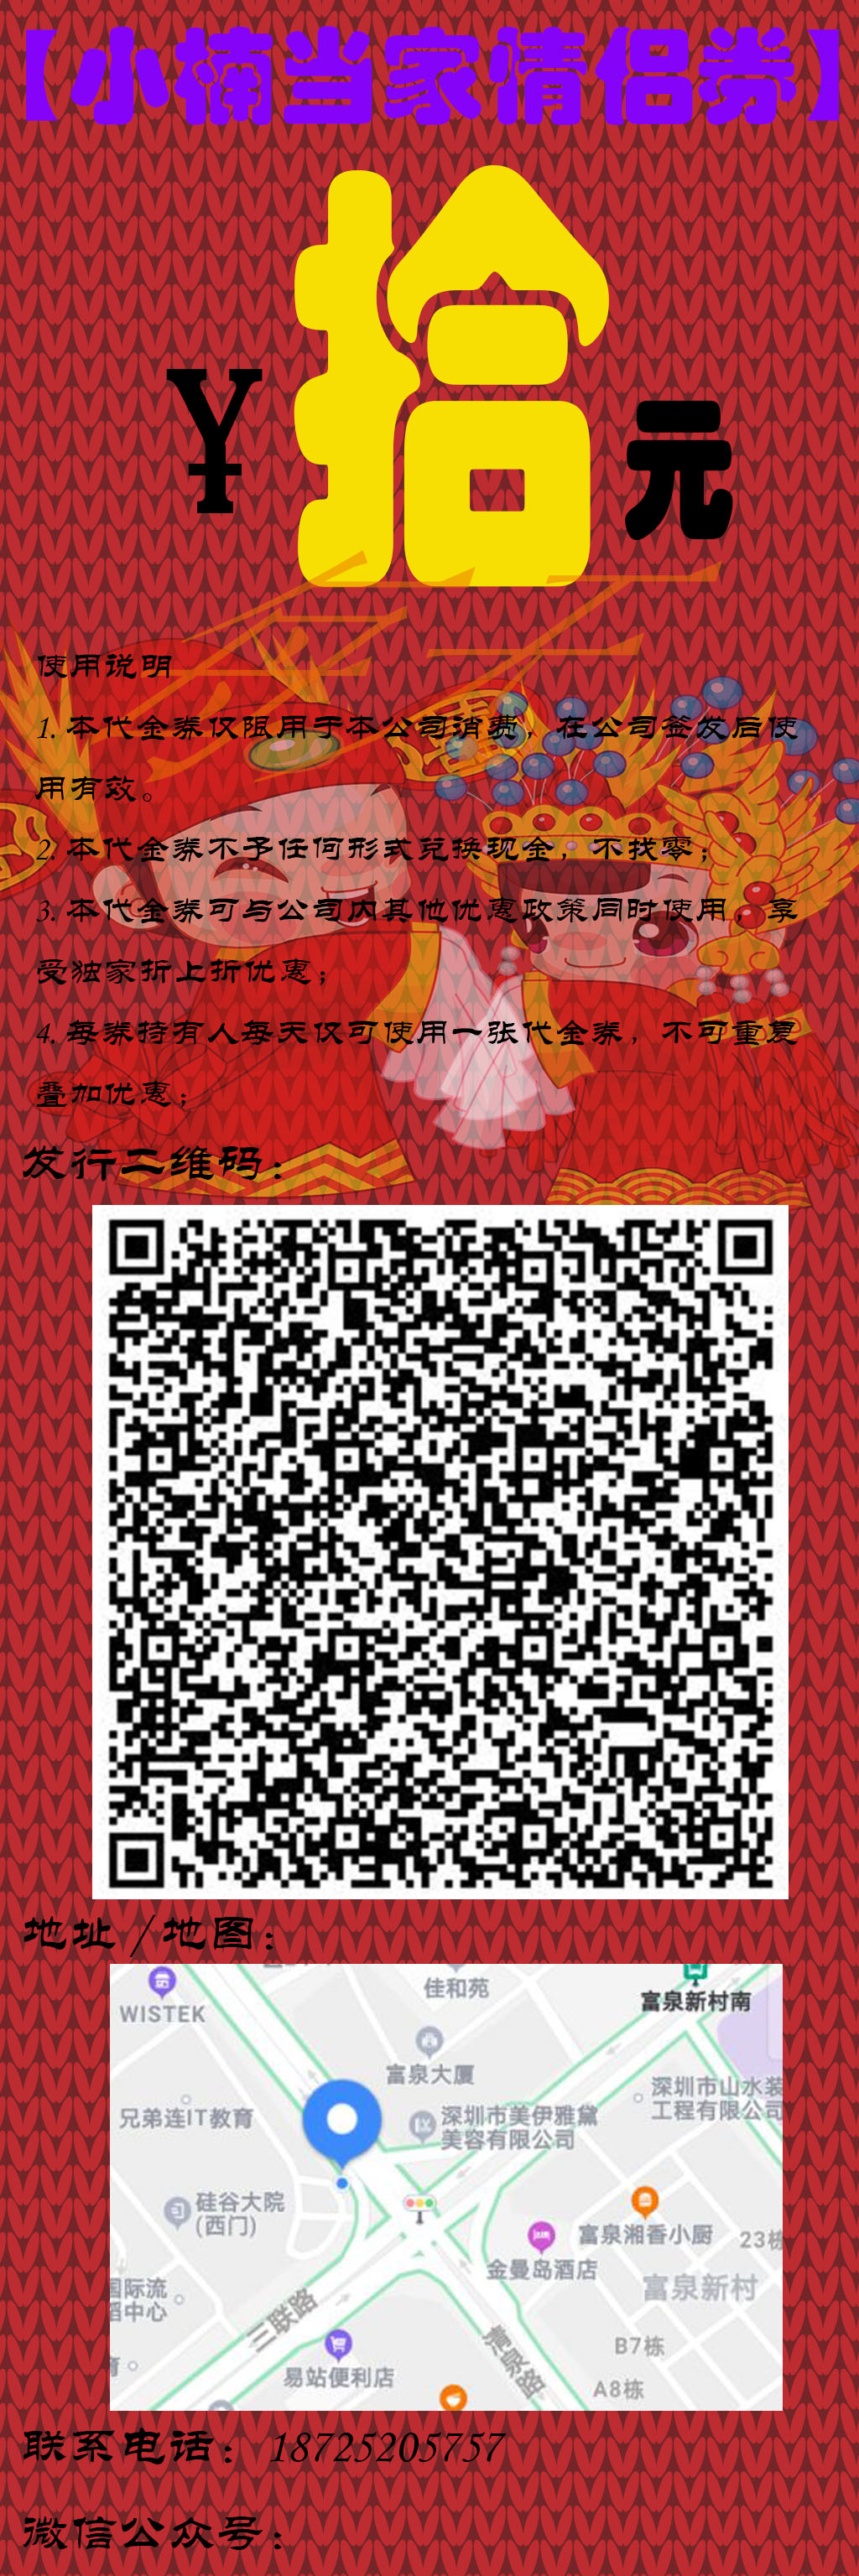 【小楠当家情侣券】
¥拾元
使用说明
1. 本代金券仅限用于本公司消费，在公司签发后使
用有效。
2. 本代金券不予任何形式兑换现金，不找零；
3. 本代金券可与公司内其他优惠政策同时使用，享
受独家折上折优惠；
4. 每券持有人每天仅可使用一张代金券，不可重复
叠加优惠；
发行二维码：
地址/地图：
佳和苑
WISTEK
富泉新村南
富泉大厦
深圳市山水装
工程有限公司
兄弟连IT教育
深圳市美伊雅黛
美容有限公司
硅谷大院
(西门)
富泉湘香小厨
23栋
金曼岛酒店
国际流
中心
富泉新村
三联路
清泉路
B7栋
易站便利店
A8栋
联系电话：18725205757
微信公众号：